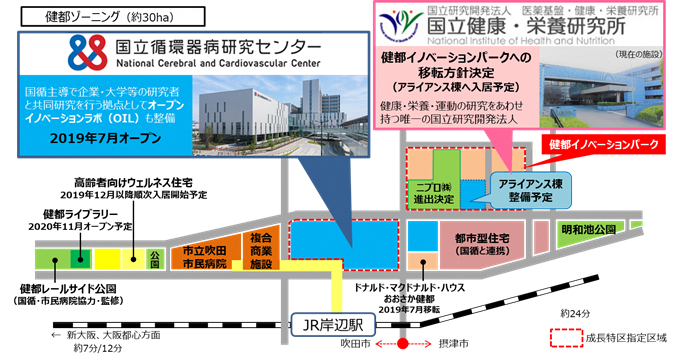 健都ゾーニング（約30ha）
国立循環器病研究センター
National Cerebral and Cardiovascular Center
国循主導で企業・大学等の研究者
と共同研究を行う拠点としてオープン
イノベーションラボ（OIL）も整備
2019年7月オープン
国立研究開発法人　医薬基盤・健康・栄養研究所
国立健康・栄養研究所
National Institute of Health and Nutrition
健都イノベーションパークへの
移転方針決定
（アライアンス棟へ入居予定）
健康・栄養・運動の研究をあわせ
持つ唯一の国立研究開発法人
（現在の施設）
健都イノベーションパーク
ニプロ㈱
進出決定
アライアンス棟
整備予定
高齢者向けウェルネス住宅
2019年12月以降順次入居開始予定
健都ライブラリー
2020年11月オープン予定
公園
市立吹田
市民病院
複合
商業
施設
都市型住宅
（国循と連携）
明和池公園
健都レールサイド公園
（国循・市民病院協力・監修）
ドナルド・マクドナルド・ハウス
おおさか健都
2019年7月移転
JR岸辺駅
← 新大阪、大阪都心方面
約7分/12分
吹田市
摂津市
約24分
成長特区指定区域